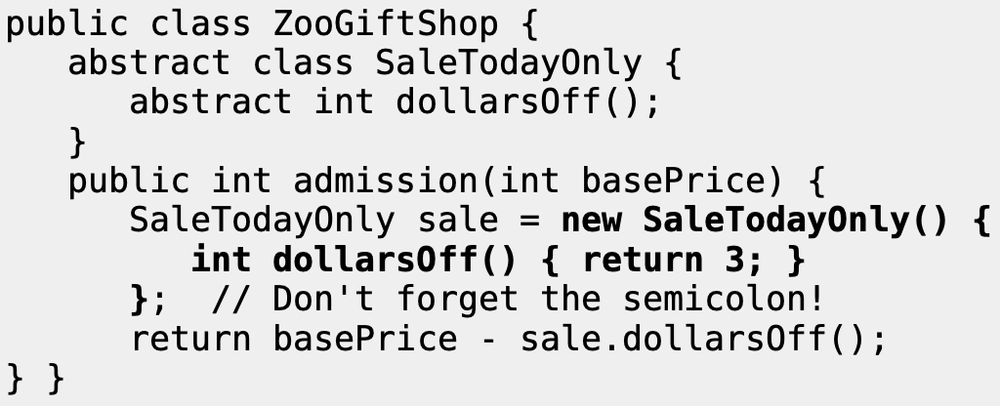 public class ZooGiftShop {
   abstract class SaleTodayOnly {
      abstract int dollarsOff();
   }
   public int admission(int basePrice) {
      SaleTodayOnly sale = new SaleTodayOnly() {
         int dollarsOff() { return 3; }
      };  // Don't forget the semicolon!
      return basePrice - sale.dollarsOff();
} }